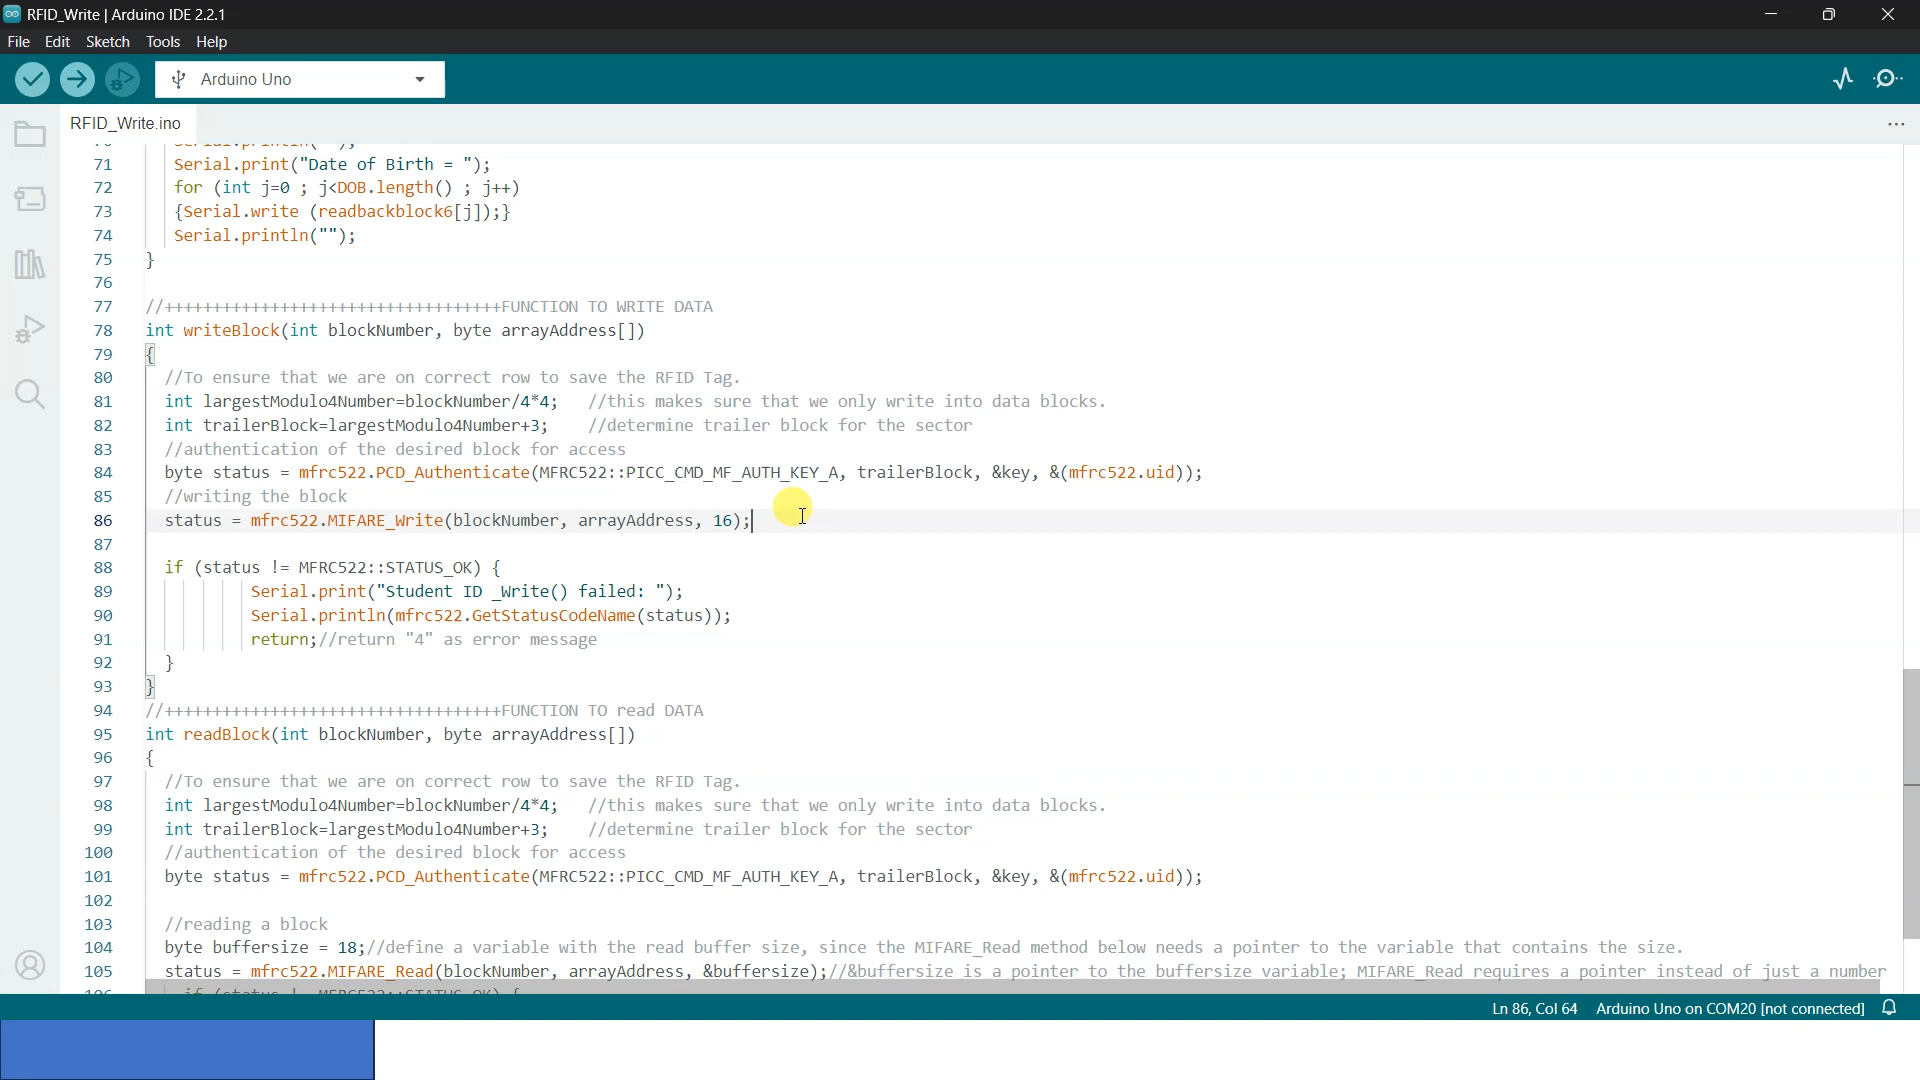 RFID_Write | Arduino IDE 2.2.1
File Edit Sketch Tools Help
Arduino Uno
RFID_Write.ino
71 Serial.print("Date of Birth = ");
72 for (int j=0 ; j<DOB.length() ; j++)
73 {Serial.write (readbackblock6[j]);}
74 Serial.println("");
75 }
76
77 //+++++++++++++++++++++++++++++++++++FUNCTION TO WRITE DATA
78 int writeBlock(int blockNumber, byte arrayAddress[])
79 {
80 //To ensure that we are on correct row to save the RFID Tag.
81 int largestModulo4Number=blockNumber/4*4; //this makes sure that we only write into data blocks.
82 int trailerBlock=largestModulo4Number+3; //determine trailer block for the sector
83 //authentication of the desired block for access
84 byte status = mfrc522.PCD_Authenticate(MFRC522::PICC_CMD_MF_AUTH_KEY_A, trailerBlock, &key, &(mfrc522.uid));
85 //writing the block
86 status = mfrc522.MIFARE_Write(blockNumber, arrayAddress, 16);
87
88 if (status != MFRC522::STATUS_OK) {
89 Serial.print("Student ID _Write() failed: ");
90 Serial.println(mfrc522.GetStatusCodeName(status));
91 return;//return "4" as error message
92 }
93 }
94 //+++++++++++++++++++++++++++++++++++FUNCTION TO read DATA
95 int readBlock(int blockNumber, byte arrayAddress[])
96 {
97 //To ensure that we are on correct row to save the RFID Tag.
98 int largestModulo4Number=blockNumber/4*4; //this makes sure that we only write into data blocks.
99 int trailerBlock=largestModulo4Number+3; //determine trailer block for the sector
100 //authentication of the desired block for access
101 byte status = mfrc522.PCD_Authenticate(MFRC522::PICC_CMD_MF_AUTH_KEY_A, trailerBlock, &key, &(mfrc522.uid));
102
103 //reading a block
104 byte buffersize = 18;//define a variable with the read buffer size, since the MIFARE_Read method below needs a pointer to the variable that contains the size.
105 status = mfrc522.MIFARE_Read(blockNumber, arrayAddress, &buffersize);//&buffersize is a pointer to the buffersize variable; MIFARE_Read requires a pointer instead of just a number
Ln 86, Col 64 Arduino Uno on COM20 [not connected]